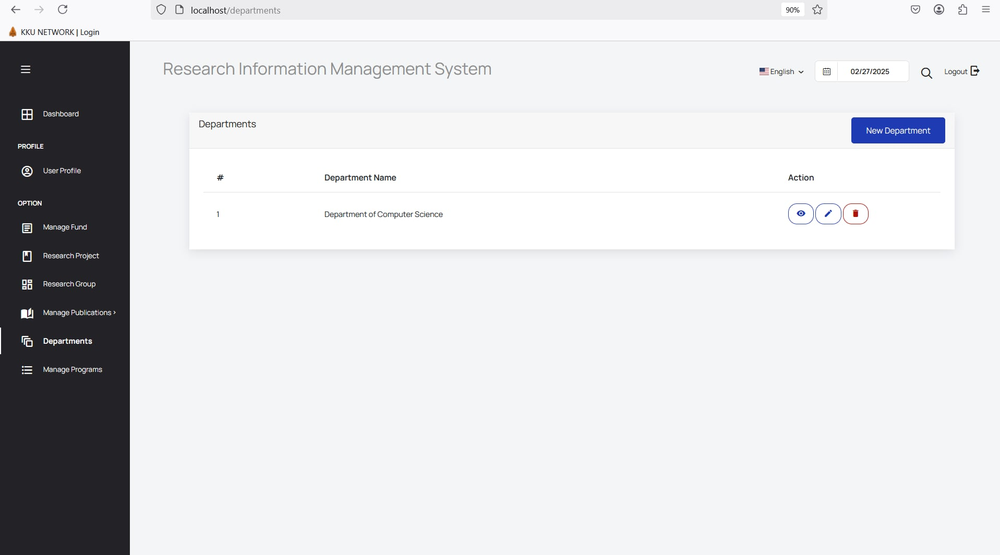 localhost/departments
90%
KKU NETWORK | Login
Research Information Management System
English
02/27/2025
Logout
Dashboard
PROFILE
User Profile
OPTION
Manage Fund
Research Project
Research Group
Manage Publications ›
Departments
Manage Programs
Departments
New Department
# Department Name Action
1 Department of Computer Science